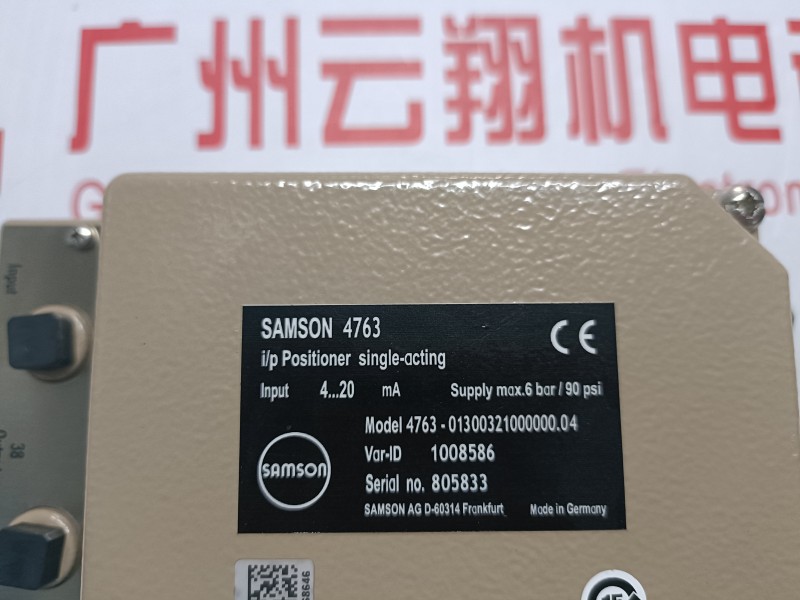 广州云翔机电
SAMSON 4763
i/p Positioner single-acting
Input 4...20 mA Supply max.6 bar / 90 psi
Model 4763 - 01300321000000.04
Var-ID 1008586
Serial no. 805833
SAMSON
SAMSON AG D-60314 Frankfurt Made in Germany
CE
Input
38